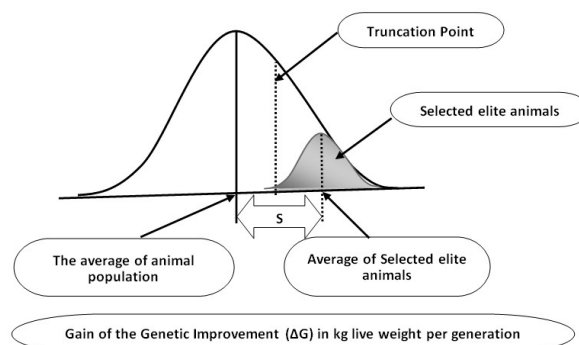 Truncation Point
Selected elite animals
S
The average of animal
population
Average of Selected elite
animals
Gain of the Genetic Improvement (ΔG) in kg live weight per generation